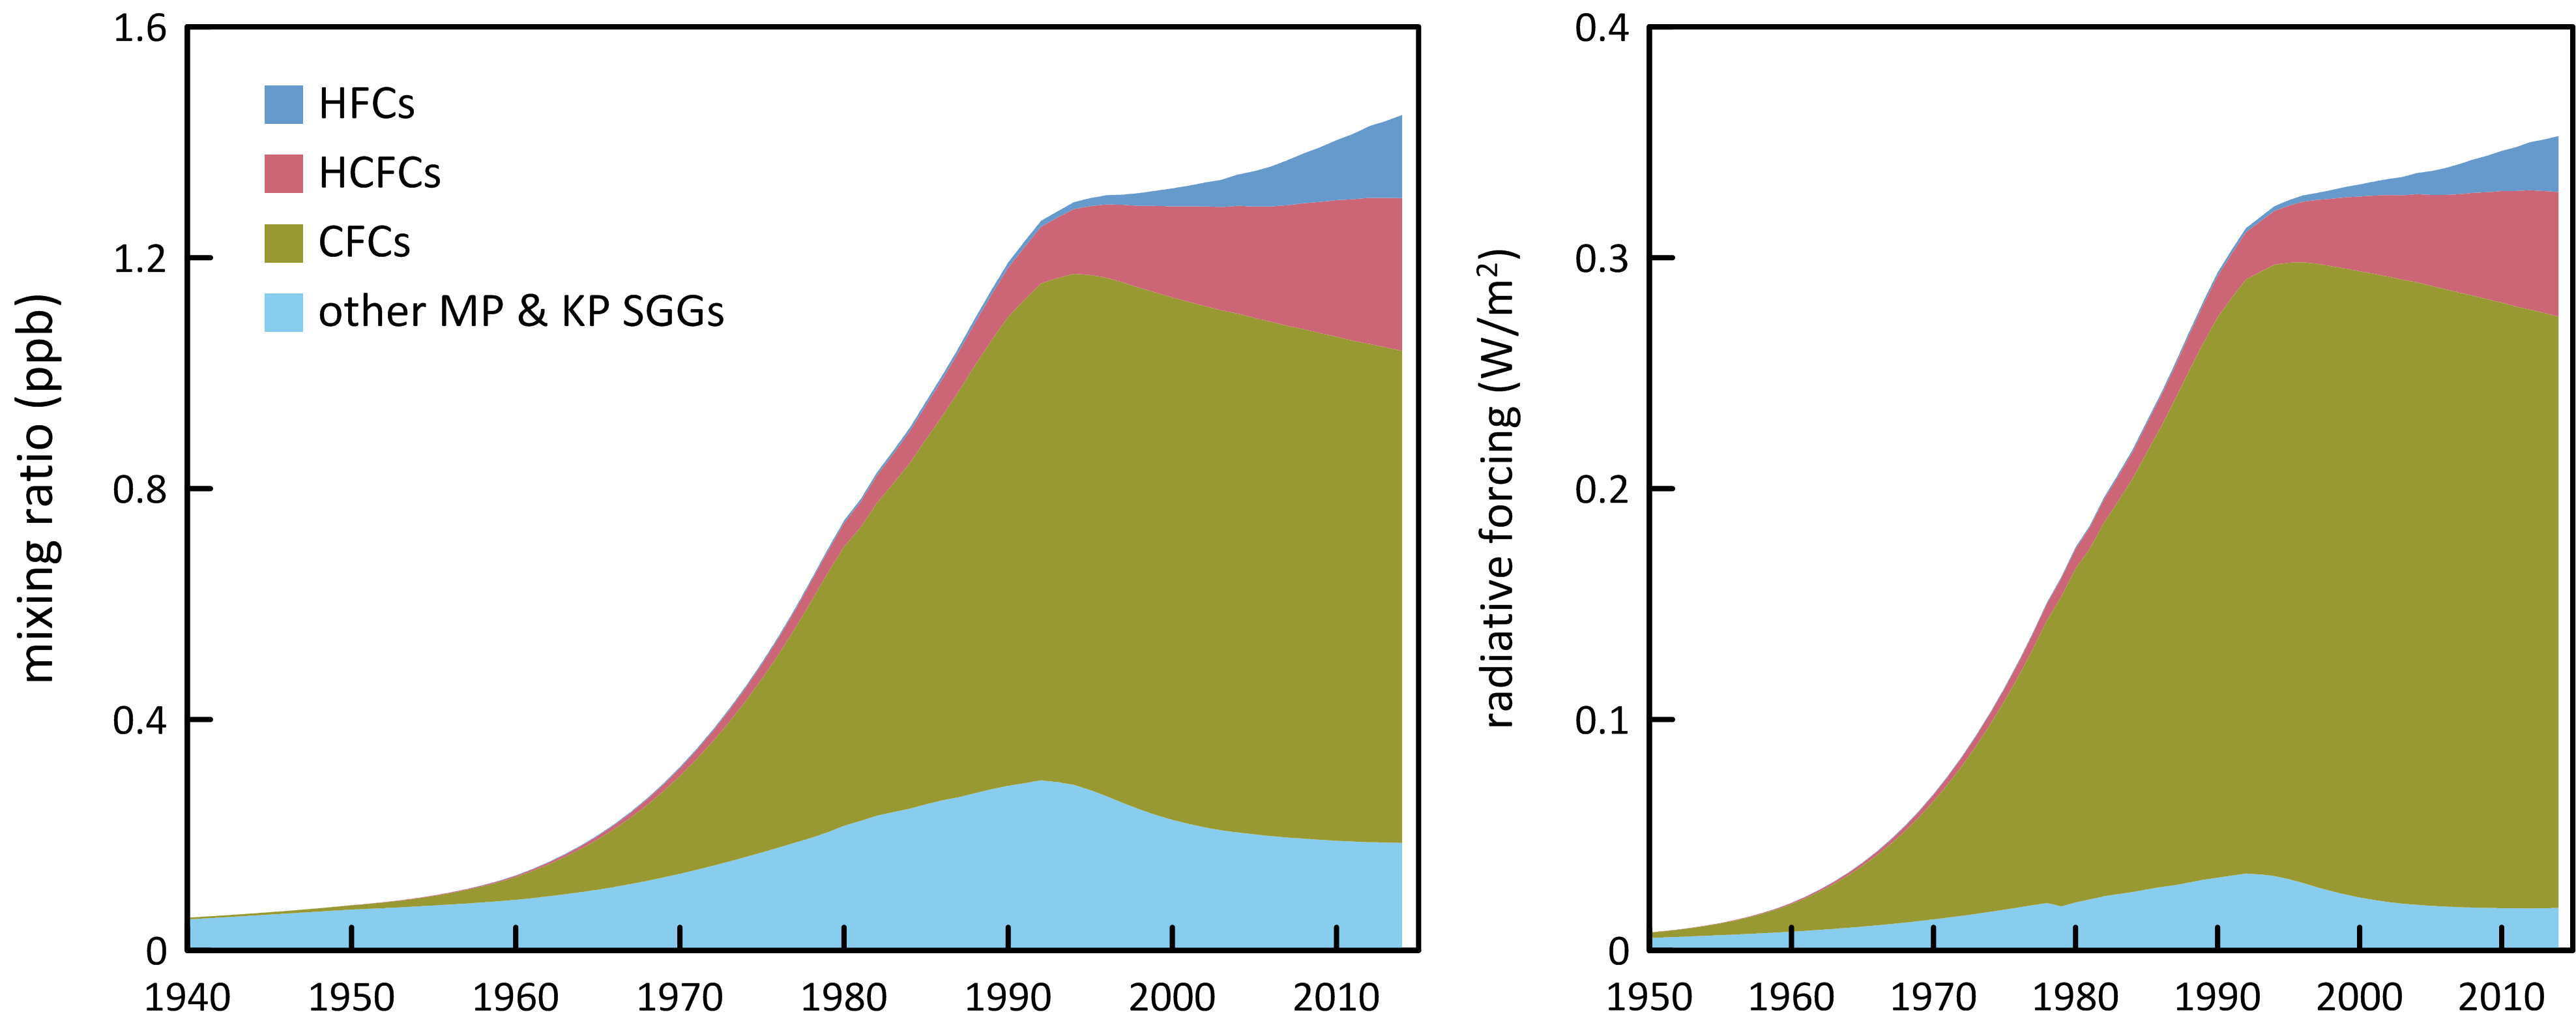 mixing ratio (ppb)
1.6
1.2
0.8
0.4
0
HFCs
HCFCs
CFCs
other MP & KP SGGs
1940 1950 1960 1970 1980 1990 2000 2010
radiative forcing (W/m²)
0.4
0.3
0.2
0.1
0
1950 1960 1970 1980 1990 2000 2010